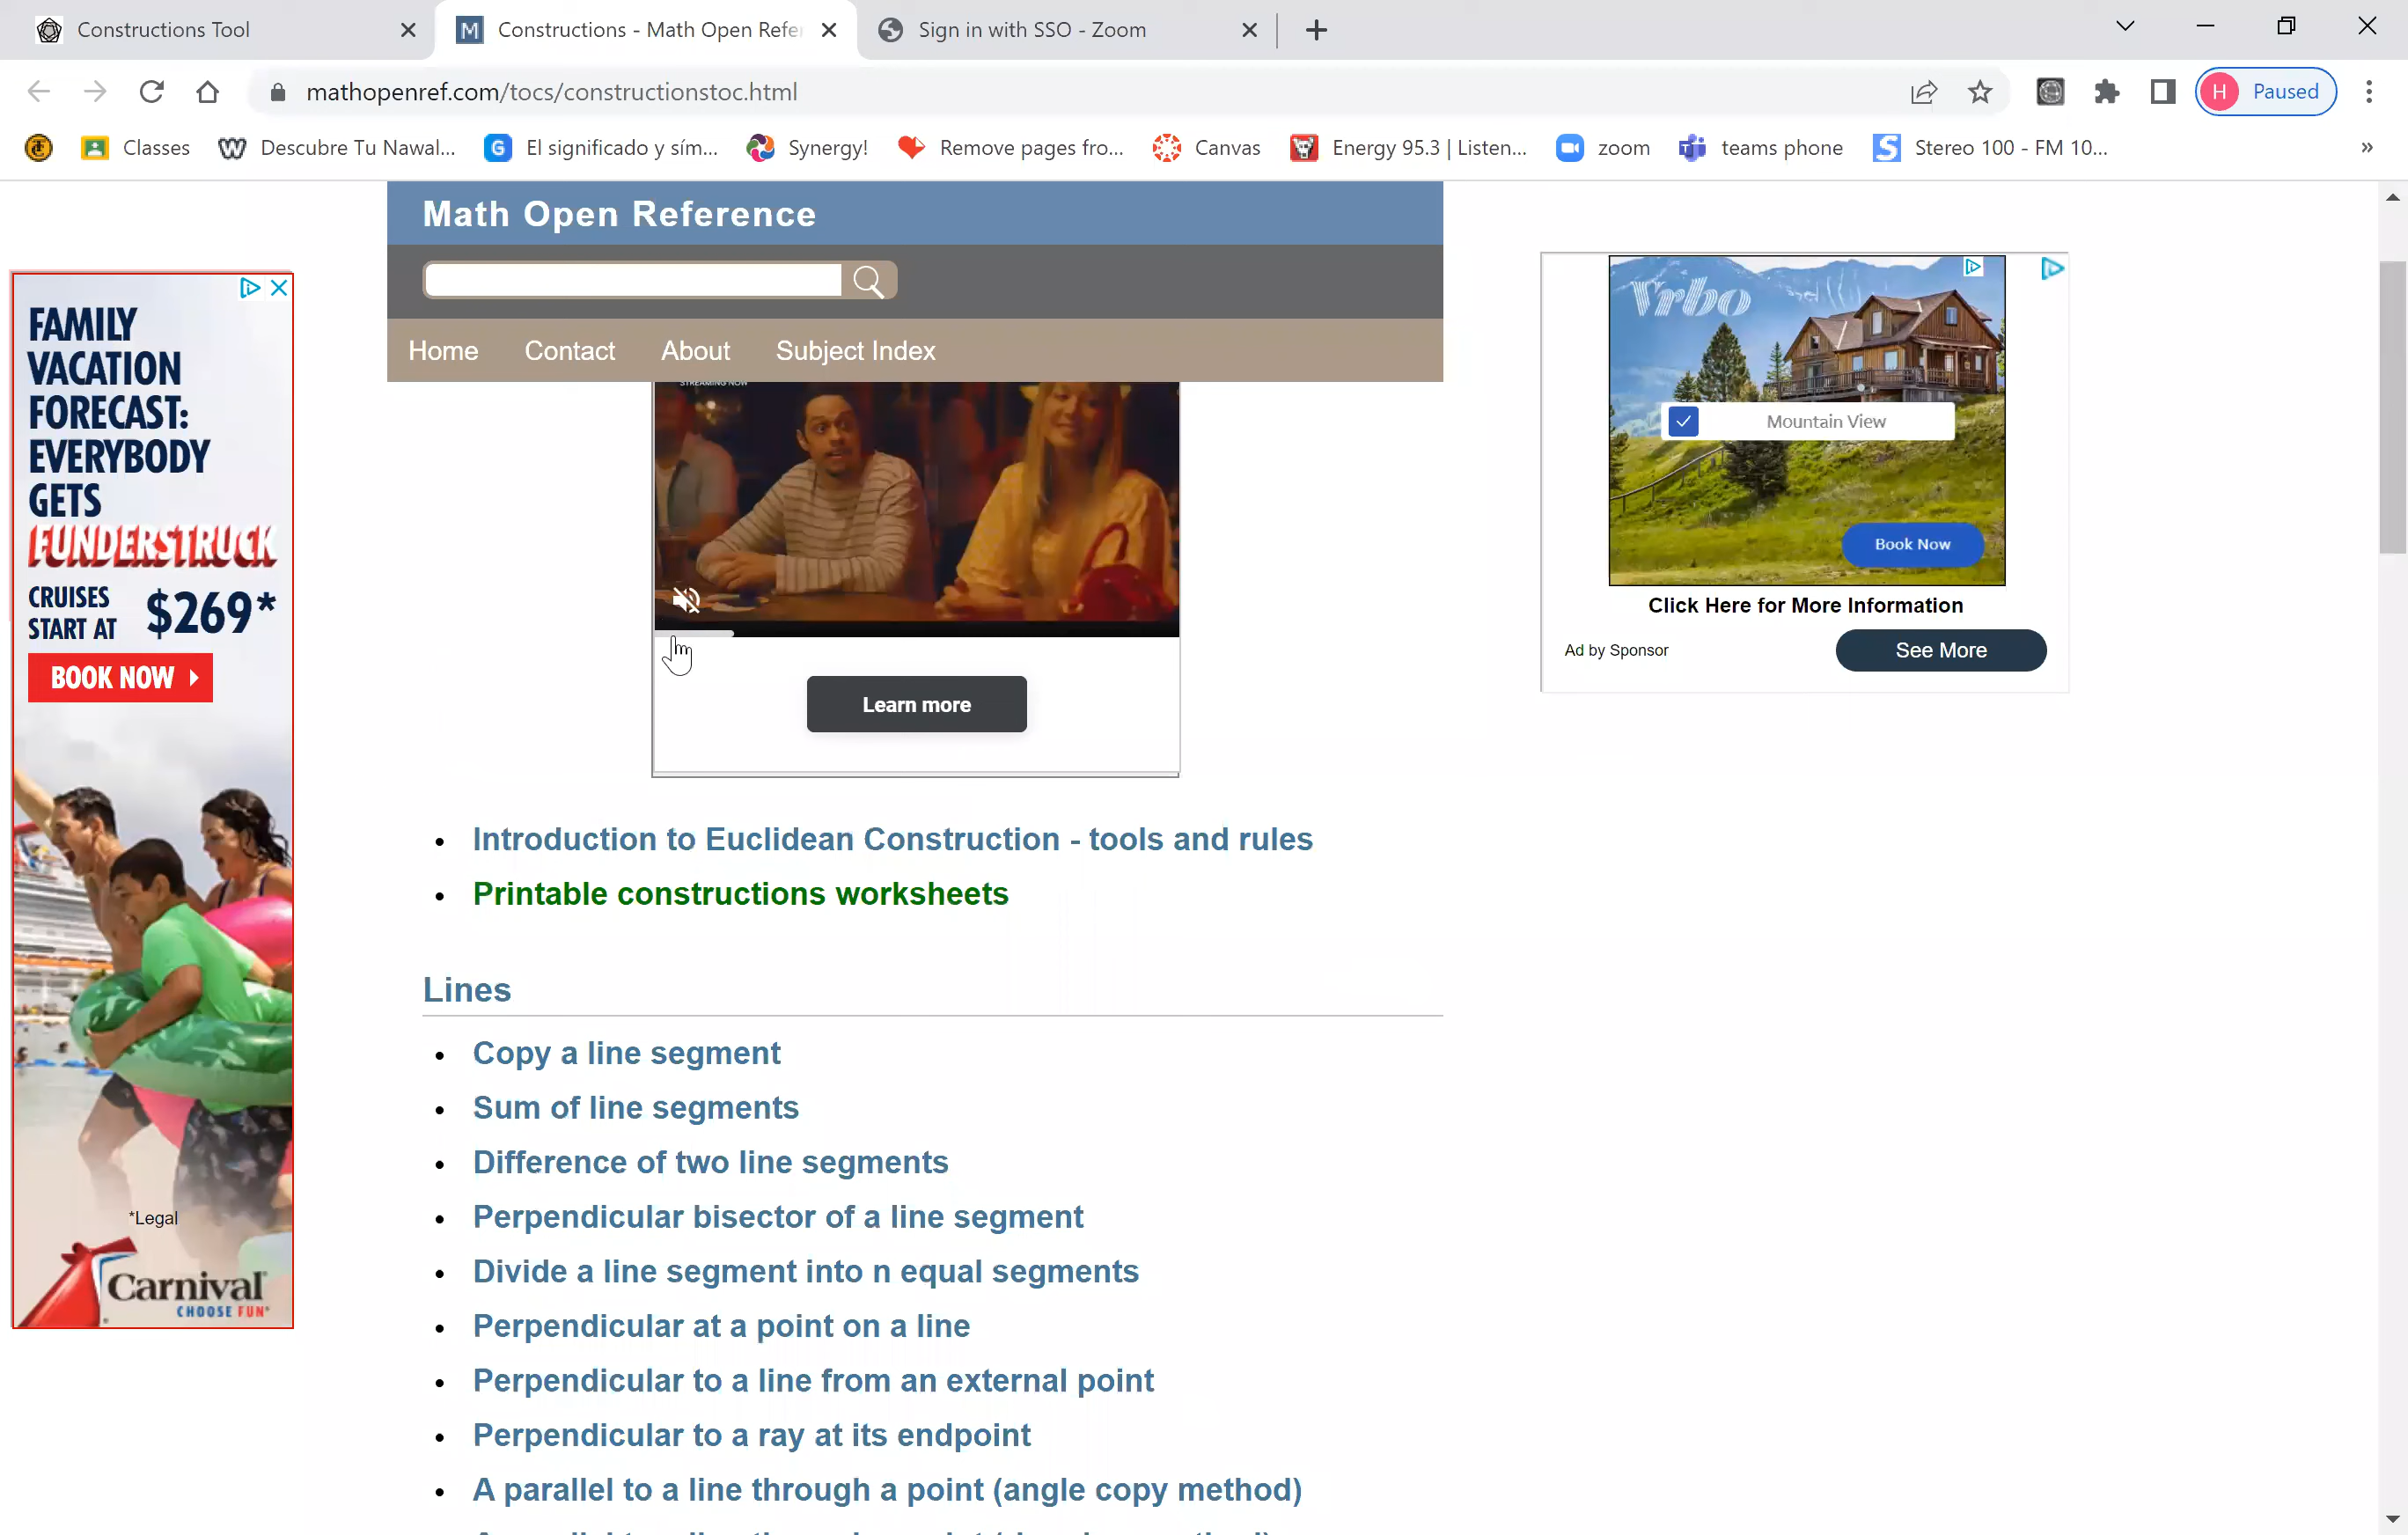 Constructions Tool
Constructions - Math Open Refer
Sign in with SSO - Zoom
mathopenref.com/tocs/constructionstoc.html
H Paused
Classes
Descubre Tu Nawal...
El significado y sím...
Synergy!
Remove pages fro...
Canvas
Energy 95.3 | Listen...
zoom
teams phone
Stereo 100 - FM 10...
»
Math Open Reference
Home Contact About Subject Index
FAMILY
VACATION
FORECAST:
EVERYBODY
GETS
FUNDERSTRUCK
CRUISES
START AT
$269*
BOOK NOW
*Legal
Carnival
CHOOSE FUN®
STREAMING NOW
Learn more
Vrbo
Mountain View
Book Now
Click Here for More Information
Ad by Sponsor
See More
• Introduction to Euclidean Construction - tools and rules
• Printable constructions worksheets
Lines
• Copy a line segment
• Sum of line segments
• Difference of two line segments
• Perpendicular bisector of a line segment
• Divide a line segment into n equal segments
• Perpendicular at a point on a line
• Perpendicular to a line from an external point
• Perpendicular to a ray at its endpoint
• A parallel to a line through a point (angle copy method)